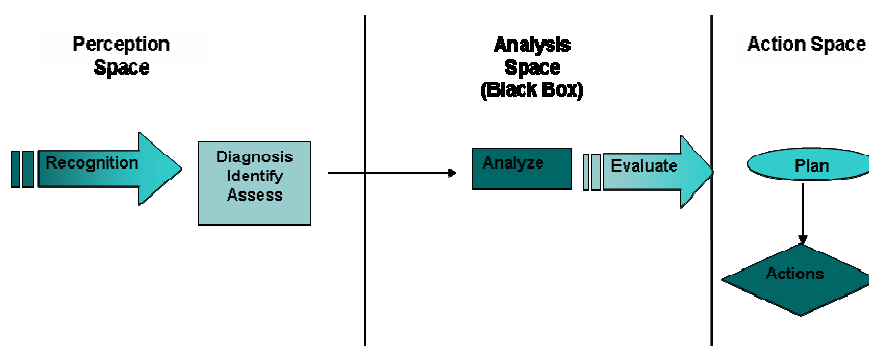 Perception
Space
Analysis
Space
(Black Box)
Action Space
Recognition
Diagnosis
Identify
Assess
Analyze
Evaluate
Plan
Actions